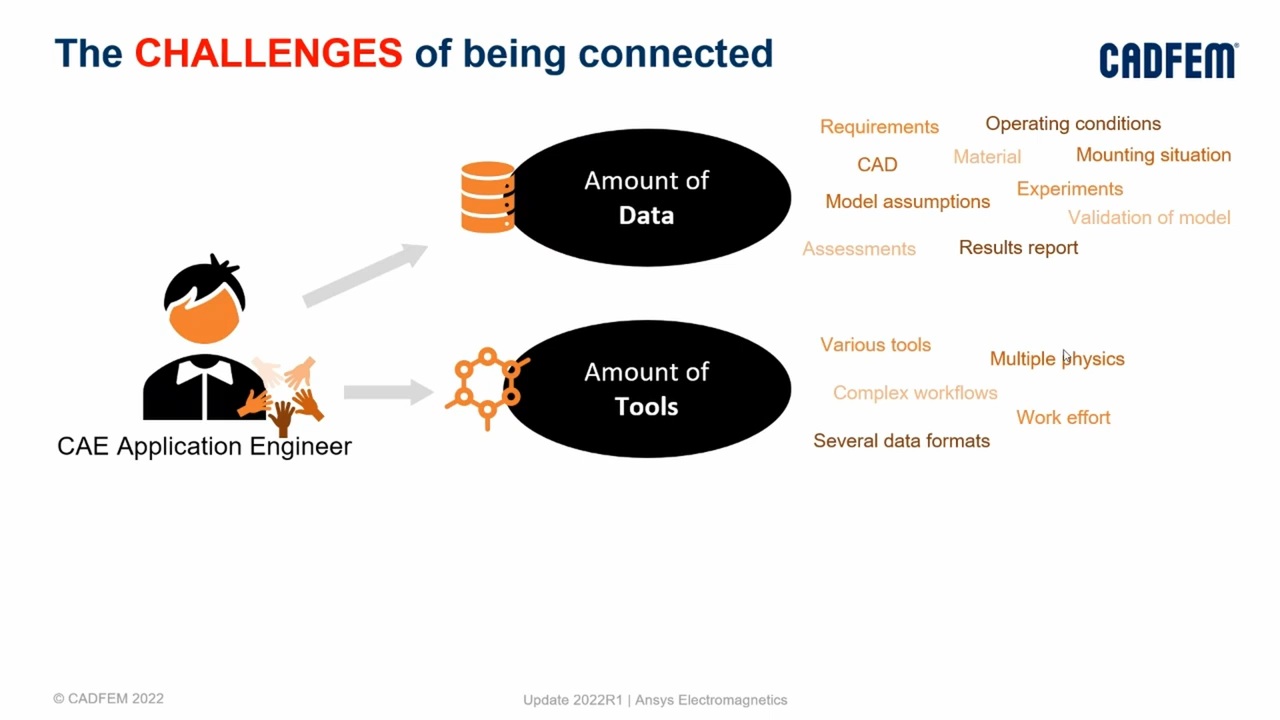 The CHALLENGES of being connected
CADFEM®
Amount of
Data
Requirements
Operating conditions
CAD
Material
Mounting situation
Model assumptions
Experiments
Validation of model
Assessments
Results report
CAE Application Engineer
Amount of
Tools
Various tools
Multiple physics
Complex workflows
Work effort
Several data formats
© CADFEM 2022
Update 2022R1 | Ansys Electromagnetics